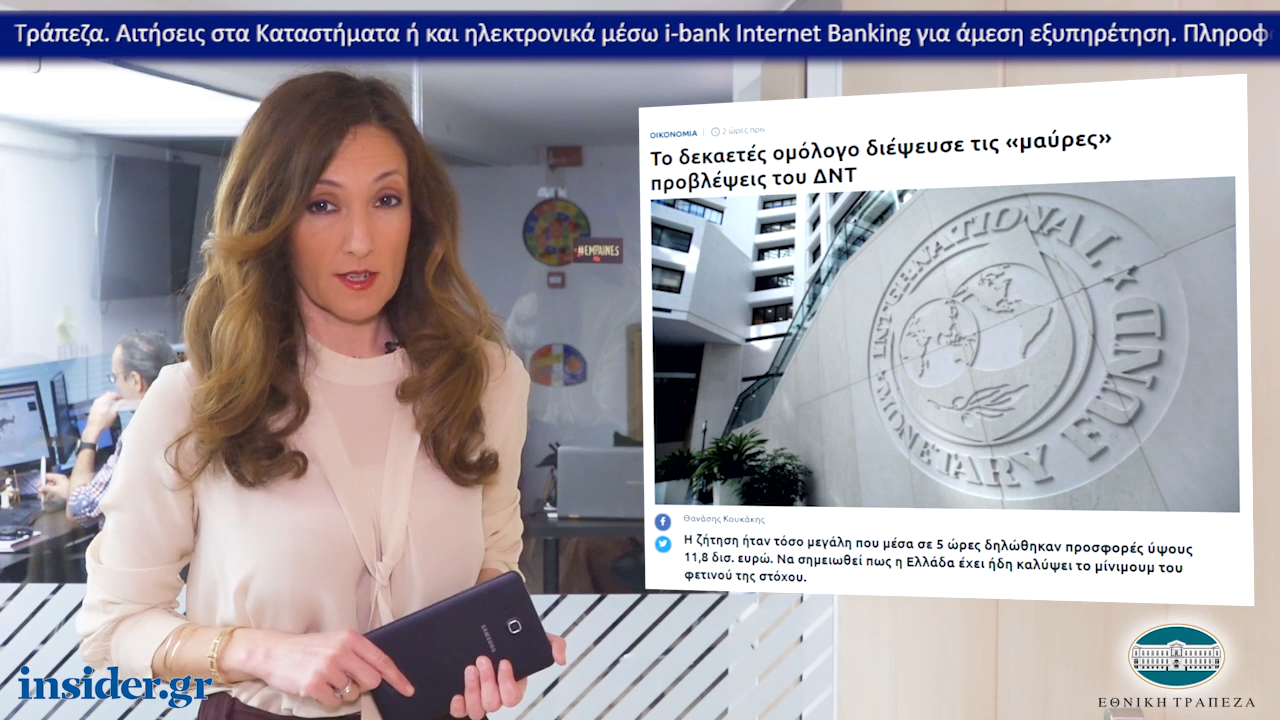 Τράπεζα. Αιτήσεις στα Καταστήματα ή και ηλεκτρονικά μέσω i-bank Internet Banking για άμεση εξυπηρέτηση.
ΟΙΚΟΝΟΜΙΑ | 2 ώρες πριν
Το δεκαετές ομόλογο διέψευσε τις «μαύρες»
προβλέψεις του ΔΝΤ
INTERNATIONAL MONETARY FUND
#EMPAINES
Θανάσης Κουκάκης
Η ζήτηση ήταν τόσο μεγάλη που μέσα σε 5 ώρες δηλώθηκαν προσφορές ύψους
11,8 δισ. ευρώ. Να σημειωθεί πως η Ελλάδα έχει ήδη καλύψει το μίνιμουμ του
φετινού της στόχου.
SAMSUNG
insider.gr
ΕΘΝΙΚΗ ΤΡΑΠΕΖΑ